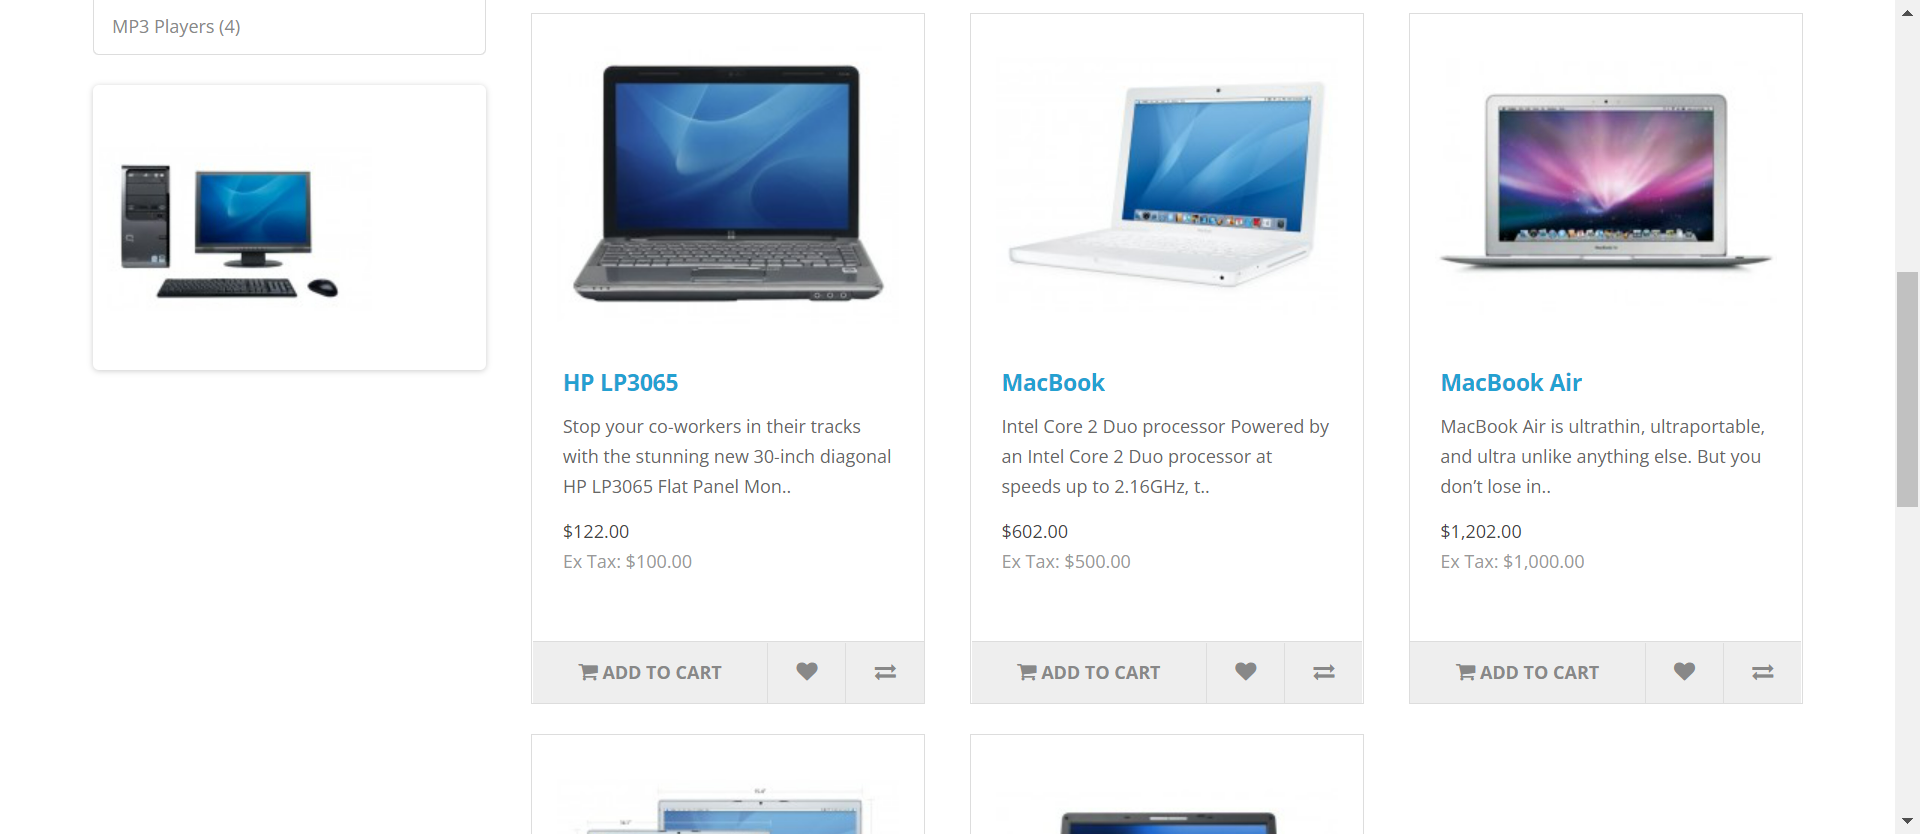 MP3 Players (4)
HP LP3065
Stop your co-workers in their tracks
with the stunning new 30-inch diagonal
HP LP3065 Flat Panel Mon..
$122.00
Ex Tax: $100.00
ADD TO CART
MacBook
Intel Core 2 Duo processor Powered by
an Intel Core 2 Duo processor at
speeds up to 2.16GHz, t..
$602.00
Ex Tax: $500.00
ADD TO CART
MacBook Air
MacBook Air is ultrathin, ultraportable,
and ultra unlike anything else. But you
don’t lose in..
$1,202.00
Ex Tax: $1,000.00
ADD TO CART